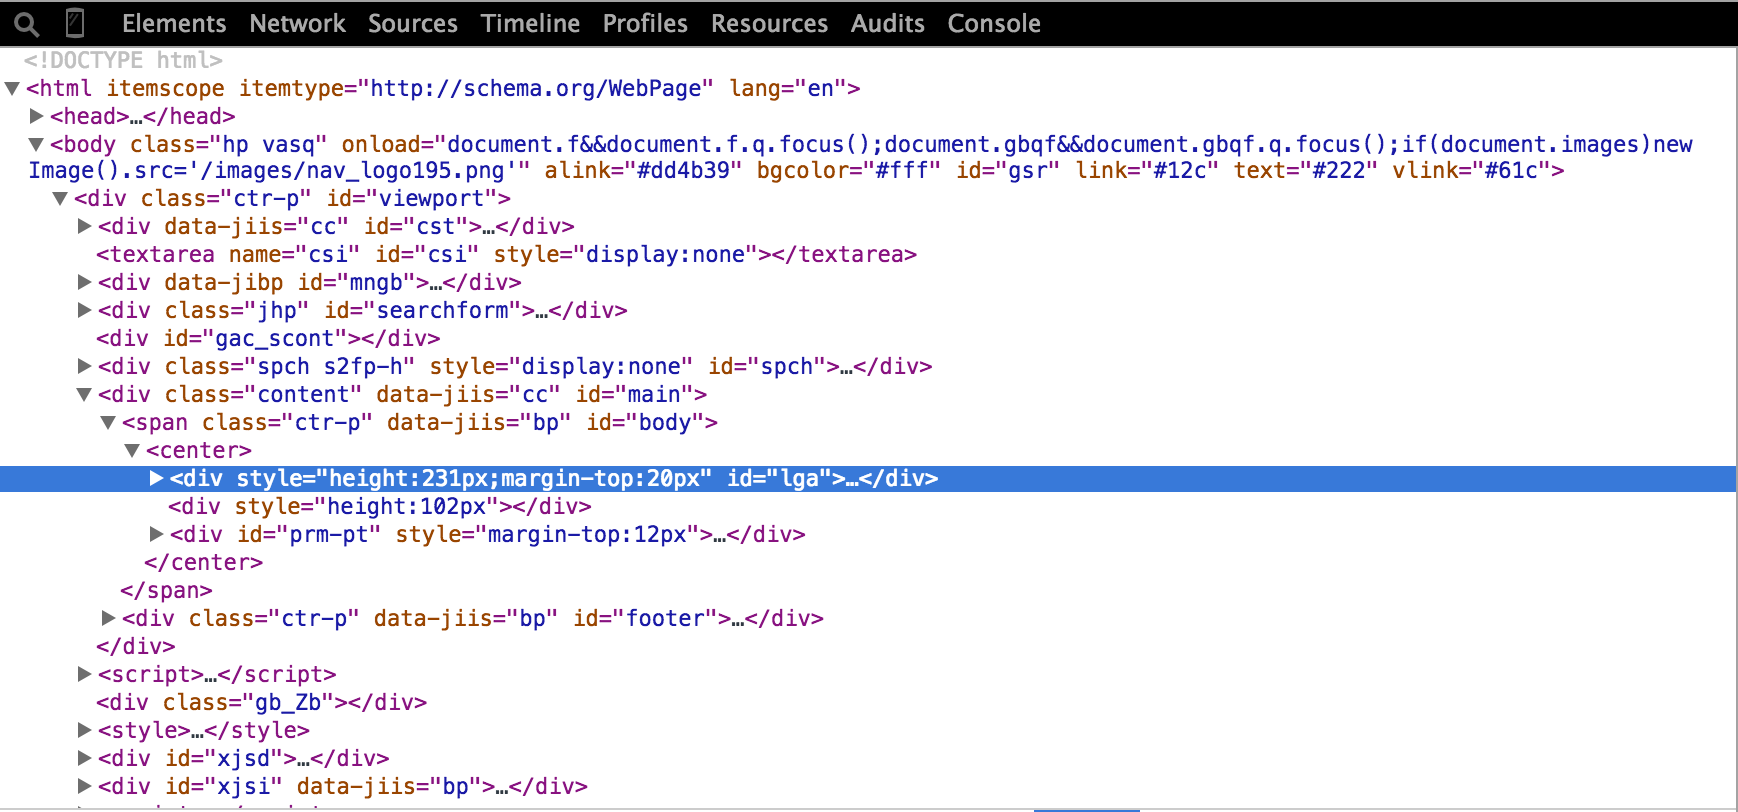 Elements Network Sources Timeline Profiles Resources Audits Console
<!DOCTYPE html>
<html itemscope itemtype="http://schema.org/WebPage" lang="en">
<head>…</head>
<body class="hp vasq" onload="document.f&&document.f.q.focus();document.gbqf&&document.gbqf.q.focus();if(document.images)new
Image().src='/images/nav_logo195.png'" alink="#dd4b39" bgcolor="#fff" id="gsr" link="#12c" text="#222" vlink="#61c">
<div class="ctr-p" id="viewport">
<div data-jiis="cc" id="cst">…</div>
<textarea name="csi" id="csi" style="display:none"></textarea>
<div data-jibp id="mngb">…</div>
<div class="jhp" id="searchform">…</div>
<div id="gac_scont"></div>
<div class="spch s2fp-h" style="display:none" id="spch">…</div>
<div class="content" data-jiis="cc" id="main">
<span class="ctr-p" data-jiis="bp" id="body">
<center>
<div style="height:231px;margin-top:20px" id="lga">…</div>
<div style="height:102px"></div>
<div id="prm-pt" style="margin-top:12px">…</div>
</center>
</span>
<div class="ctr-p" data-jiis="bp" id="footer">…</div>
</div>
<script>…</script>
<div class="gb_Zb"></div>
<style>…</style>
<div id="xjsd">…</div>
<div id="xjsi" data-jiis="bp">…</div>